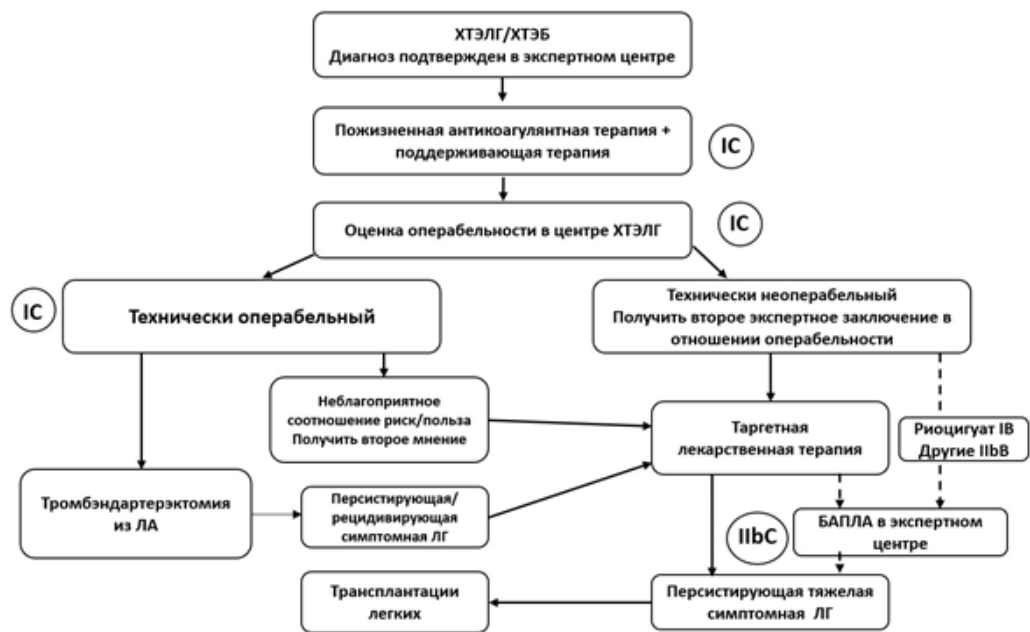 ХТЭЛГ/ХТЭБ
Диагноз подтвержден в экспертном центре
Пожизненная антикоагулянтная терапия +
поддерживающая терапия
IC
Оценка операбельности в центре ХТЭЛГ
IC
IC
Технически операбельный
Технически неоперабельный
Получить второе экспертное заключение в
отношении операбельности
Неблагоприятное
соотношение риск/польза
Получить второе мнение
Таргетная
лекарственная терапия
Риоцигуат IB
Другие IIbB
Тромбэндартерэктомия
из ЛА
Персистирующая/
рецидивирующая
симптомная ЛГ
IIbC
БАПЛА в экспертном
центре
Трансплантации
легких
Персистирующая тяжелая
симптомная ЛГ